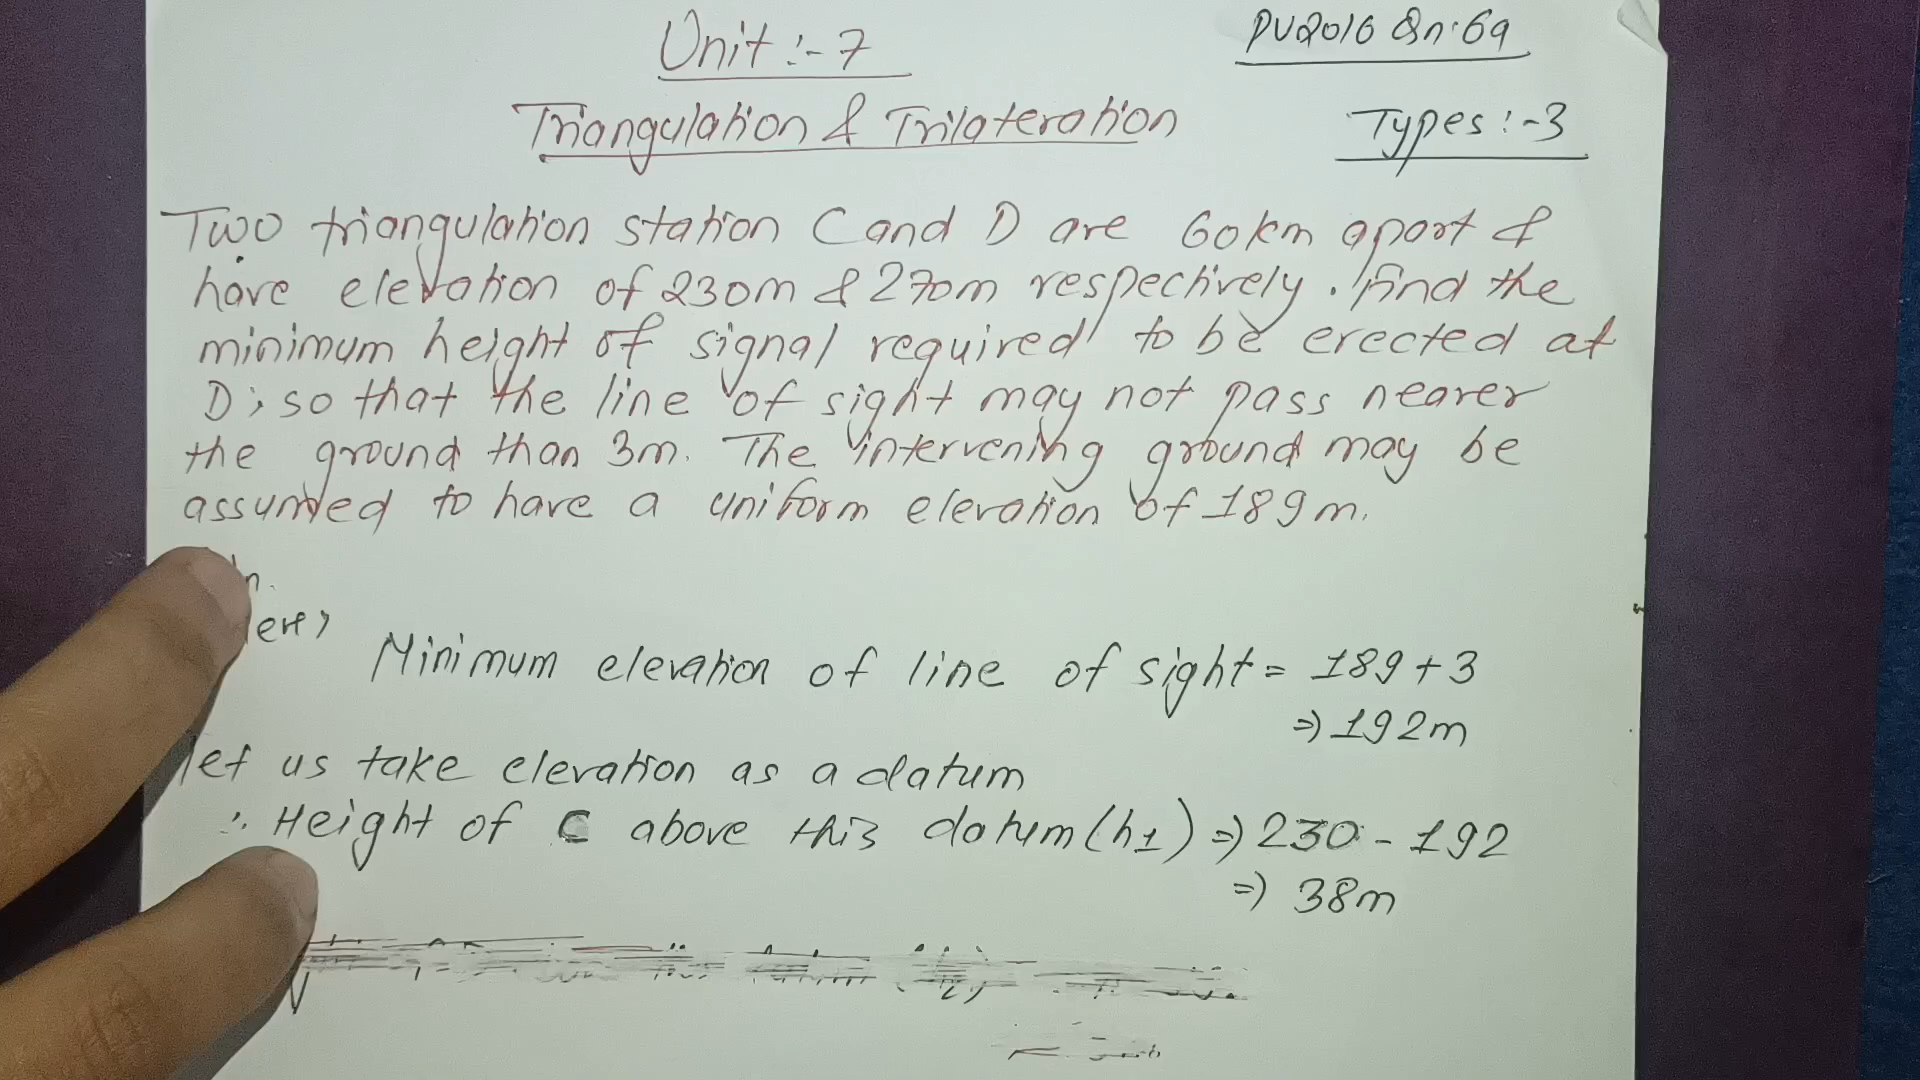 Unit :- 7
PU2016 Qn.6a
Triangulation & Trilateration
Types :-3
Two triangulation station C and D are 60km apart &
have elevation of 230m & 270m respectively. find the
minimum height of signal required to be erected at
D, so that the line of sight may not pass nearer
the ground than 3m. The intervening ground may be
assumed to have a uniform elevation of 189m.
Minimum elevation of line of sight = 189 + 3
=) 192m
let us take elevation as a datum
∴ Height of C above this datum (h1) =) 230 - 192
=) 38m